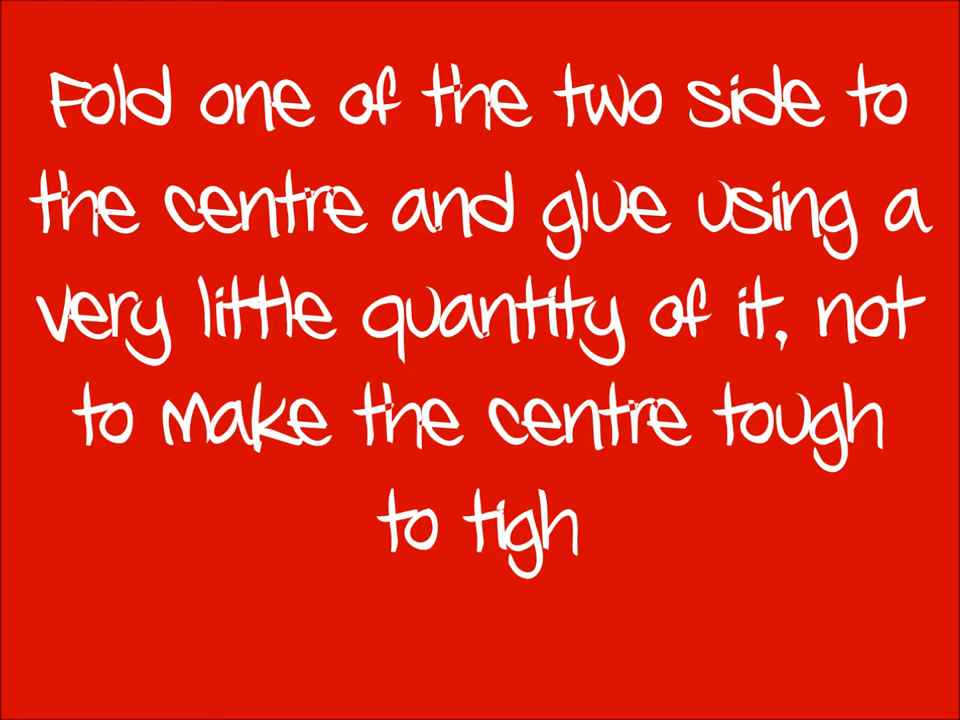 Fold one of the two side to
the centre and glue using a
very little quantity of it, not
to make the centre tough
to tigh